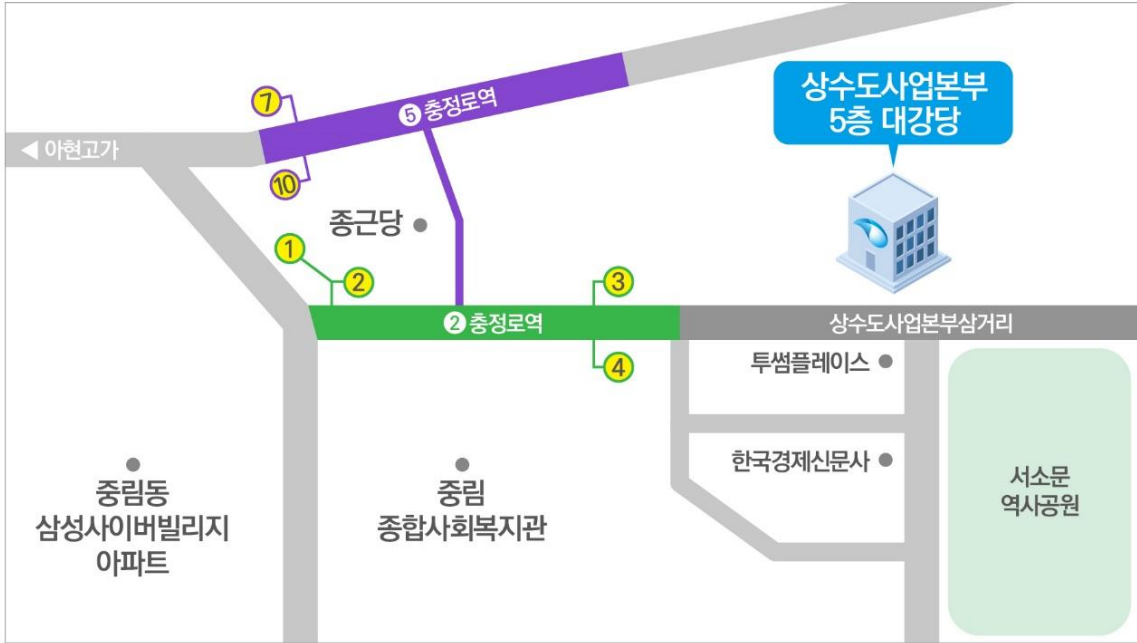 상수도사업본부
5층 대강당
7
5 충정로역
◀ 아현고가
10
종근당
1
2
3
2 충정로역
상수도사업본부삼거리
4
투썸플레이스
한국경제신문사
중림동
삼성사이버빌리지
아파트
중림
종합사회복지관
서소문
역사공원